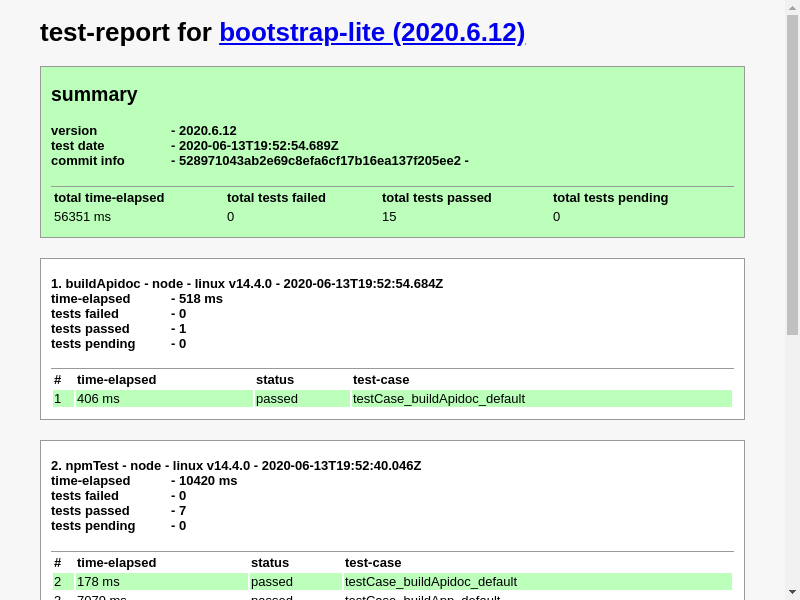 test-report for bootstrap-lite (2020.6.12)
summary
version - 2020.6.12
test date - 2020-06-13T19:52:54.689Z
commit info - 528971043ab2e69c8efa6cf17b16ea137f205ee2 -
total time-elapsed total tests failed total tests passed total tests pending
56351 ms 0 15 0
1. buildApidoc - node - linux v14.4.0 - 2020-06-13T19:52:54.684Z
time-elapsed - 518 ms
tests failed - 0
tests passed - 1
tests pending - 0
# time-elapsed status test-case
1 406 ms passed testCase_buildApidoc_default
2. npmTest - node - linux v14.4.0 - 2020-06-13T19:52:40.046Z
time-elapsed - 10420 ms
tests failed - 0
tests passed - 7
tests pending - 0
# time-elapsed status test-case
2 178 ms passed testCase_buildApidoc_default
3 7079 ms passed testCase_buildApp_default